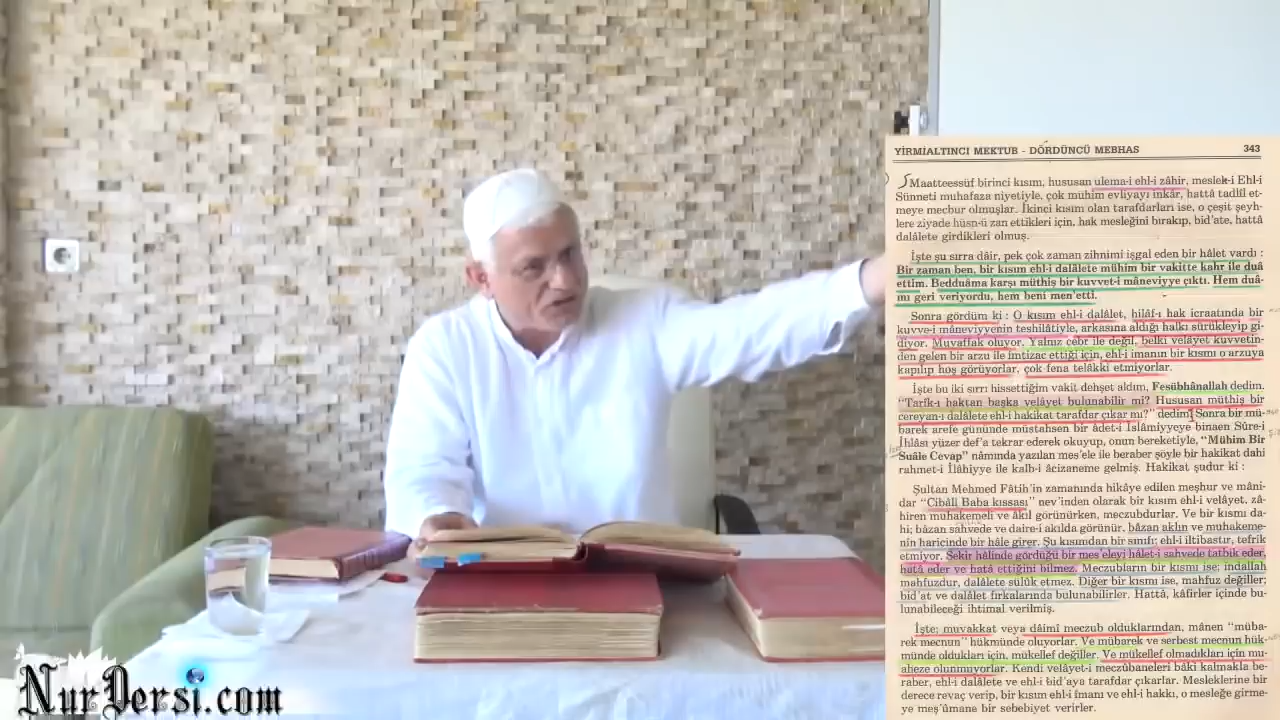 YİRMİALTINCI MEKTUB - DÖRDÜNCÜ MEBHAS 343
Maatteessüf birinci kısım, hususan ulema-i ehl-i zâhir, meslek-i Ehl-i
Sünneti muhafaza niyetiyle, çok mühim evliyayı inkâr, hattâ tadlil et-
meye mecbur olmuşlar. İkinci kısım olan tarafdarları ise, o çeşit şeyh-
lere ziyade hüsn-ü zan ettikleri için, hak mesleğini bırakıp, bid'ate, hattâ
dalâlete girdikleri olmuş.
İşte şu sırra dâir, pek çok zaman zihnimi işgal eden bir hâlet vardı :
Bir zaman ben, bir kısım ehl-i dalâlete mühim bir vakitte kahr ile duâ
ettim. Bedduâma karşı müthiş bir kuvvet-i mâneviyye çıktı. Hem duâ-
mı geri veriyordu, hem beni men'etti.
Sonra gördüm ki : O kısım ehl-i dalâlet, hilâf-ı hak icraatında bir
kuvve-i mâneviyyenin teshilâtiyle, arkasına aldığı halkı sürükleyip gi-
diyor. Muvaffak oluyor. Yalnız cebr ile değil, belki velâyet kuvvetin-
den gelen bir arzu ile imtizac ettiği için, ehl-i imanın bir kısmı o arzuya
kapılıp hoş görüyorlar, çok fena telâkki etmiyorlar.
İşte bu iki sırrı hissettiğim vakit dehşet aldım, Fesübhânallah dedim.
"Tarîk-ı haktan başka velâyet bulunabilir mi? Hususan müthiş bir
cereyan-ı dalâlete ehl-i hakikat tarafdar çıkar mı?" dedim. Sonra bir mü-
barek arefe gününde müstahsen bir âdet-i İslâmiyyeye binaen Sûre-i
İhlâsı yüzer def'a tekrar ederek okuyup, onun bereketiyle, "Mühim Bir
Suâle Cevap" nâmında yazılan mes'ele ile beraber şöyle bir hakikat dahi
rahmet-i İlâhiyye ile kalb-i âcizaneme gelmiş. Hakikat şudur ki :
Sultan Mehmed Fâtih'in zamanında hikâye edilen meşhur ve mâni-
dar "Cibâli Baba kıssası" nev'inden olarak bir kısım ehl-i velâyet, zâ-
hiren muhakemeli ve âkıl görünürken, meczubdurlar. Ve bir kısmı da-
hi; bâzan sahvede ve daire-i akılda görünür, bâzan aklın ve muhakeme-
nin haricinde bir hâle girer. Şu kısımdan bir sınıfı; ehl-i iltibastır, tefrik
etmiyor. Sekir hâlinde gördüğü bir mes'eleyi hâlet-i sahvede tatbik eder,
hatâ eder ve hatâ ettiğini bilmez. Meczubların bir kısmı ise; indallah
mahfuzdur, dalâlete sülûk etmez. Diğer bir kısmı ise, mahfuz değiller;
bid'at ve dalâlet fırkalarında bulunabilirler. Hattâ, kâfirler içinde bu-
lunabileceği ihtimal verilmiş.
İşte; muvakkat veya dâimî meczub olduklarından, mânen "müba-
rek mecnun" hükmünde oluyorlar. Ve mübarek ve serbest mecnun hük-
münde oldukları için, mükellef değiller. Ve mükellef olmadıkları için mu-
aheze olunmuyorlar. Kendi velâyet-i meczûbaneleri bâki kalmakla be-
raber, ehl-i dalâlete ve ehl-i bid'aya tarafdar çıkarlar. Mesleklerine bir
derece revaç verip, bir kısım ehl-i îmanı ve ehl-i hakkı, o mesleğe girme-
ye meş'ûmane bir sebebiyet verirler.
NurDersi.com